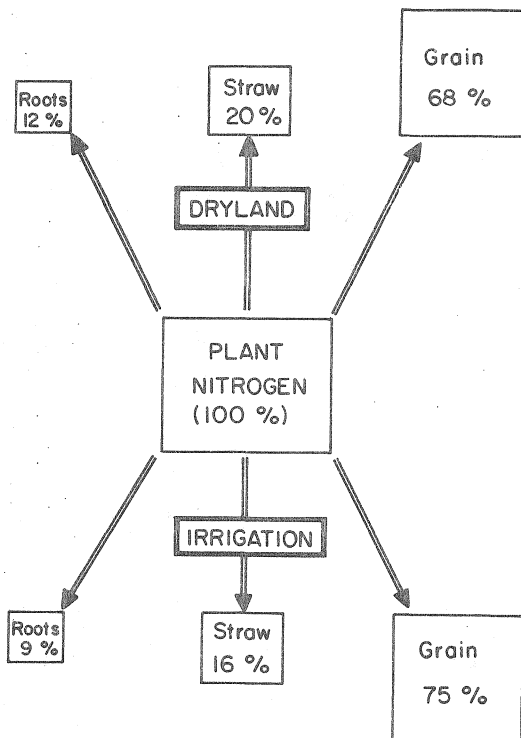 Roots
12 %
Straw
20 %
Grain
68 %
DRYLAND
PLANT
NITROGEN
(100 %)
IRRIGATION
Roots
9 %
Straw
16 %
Grain
75 %